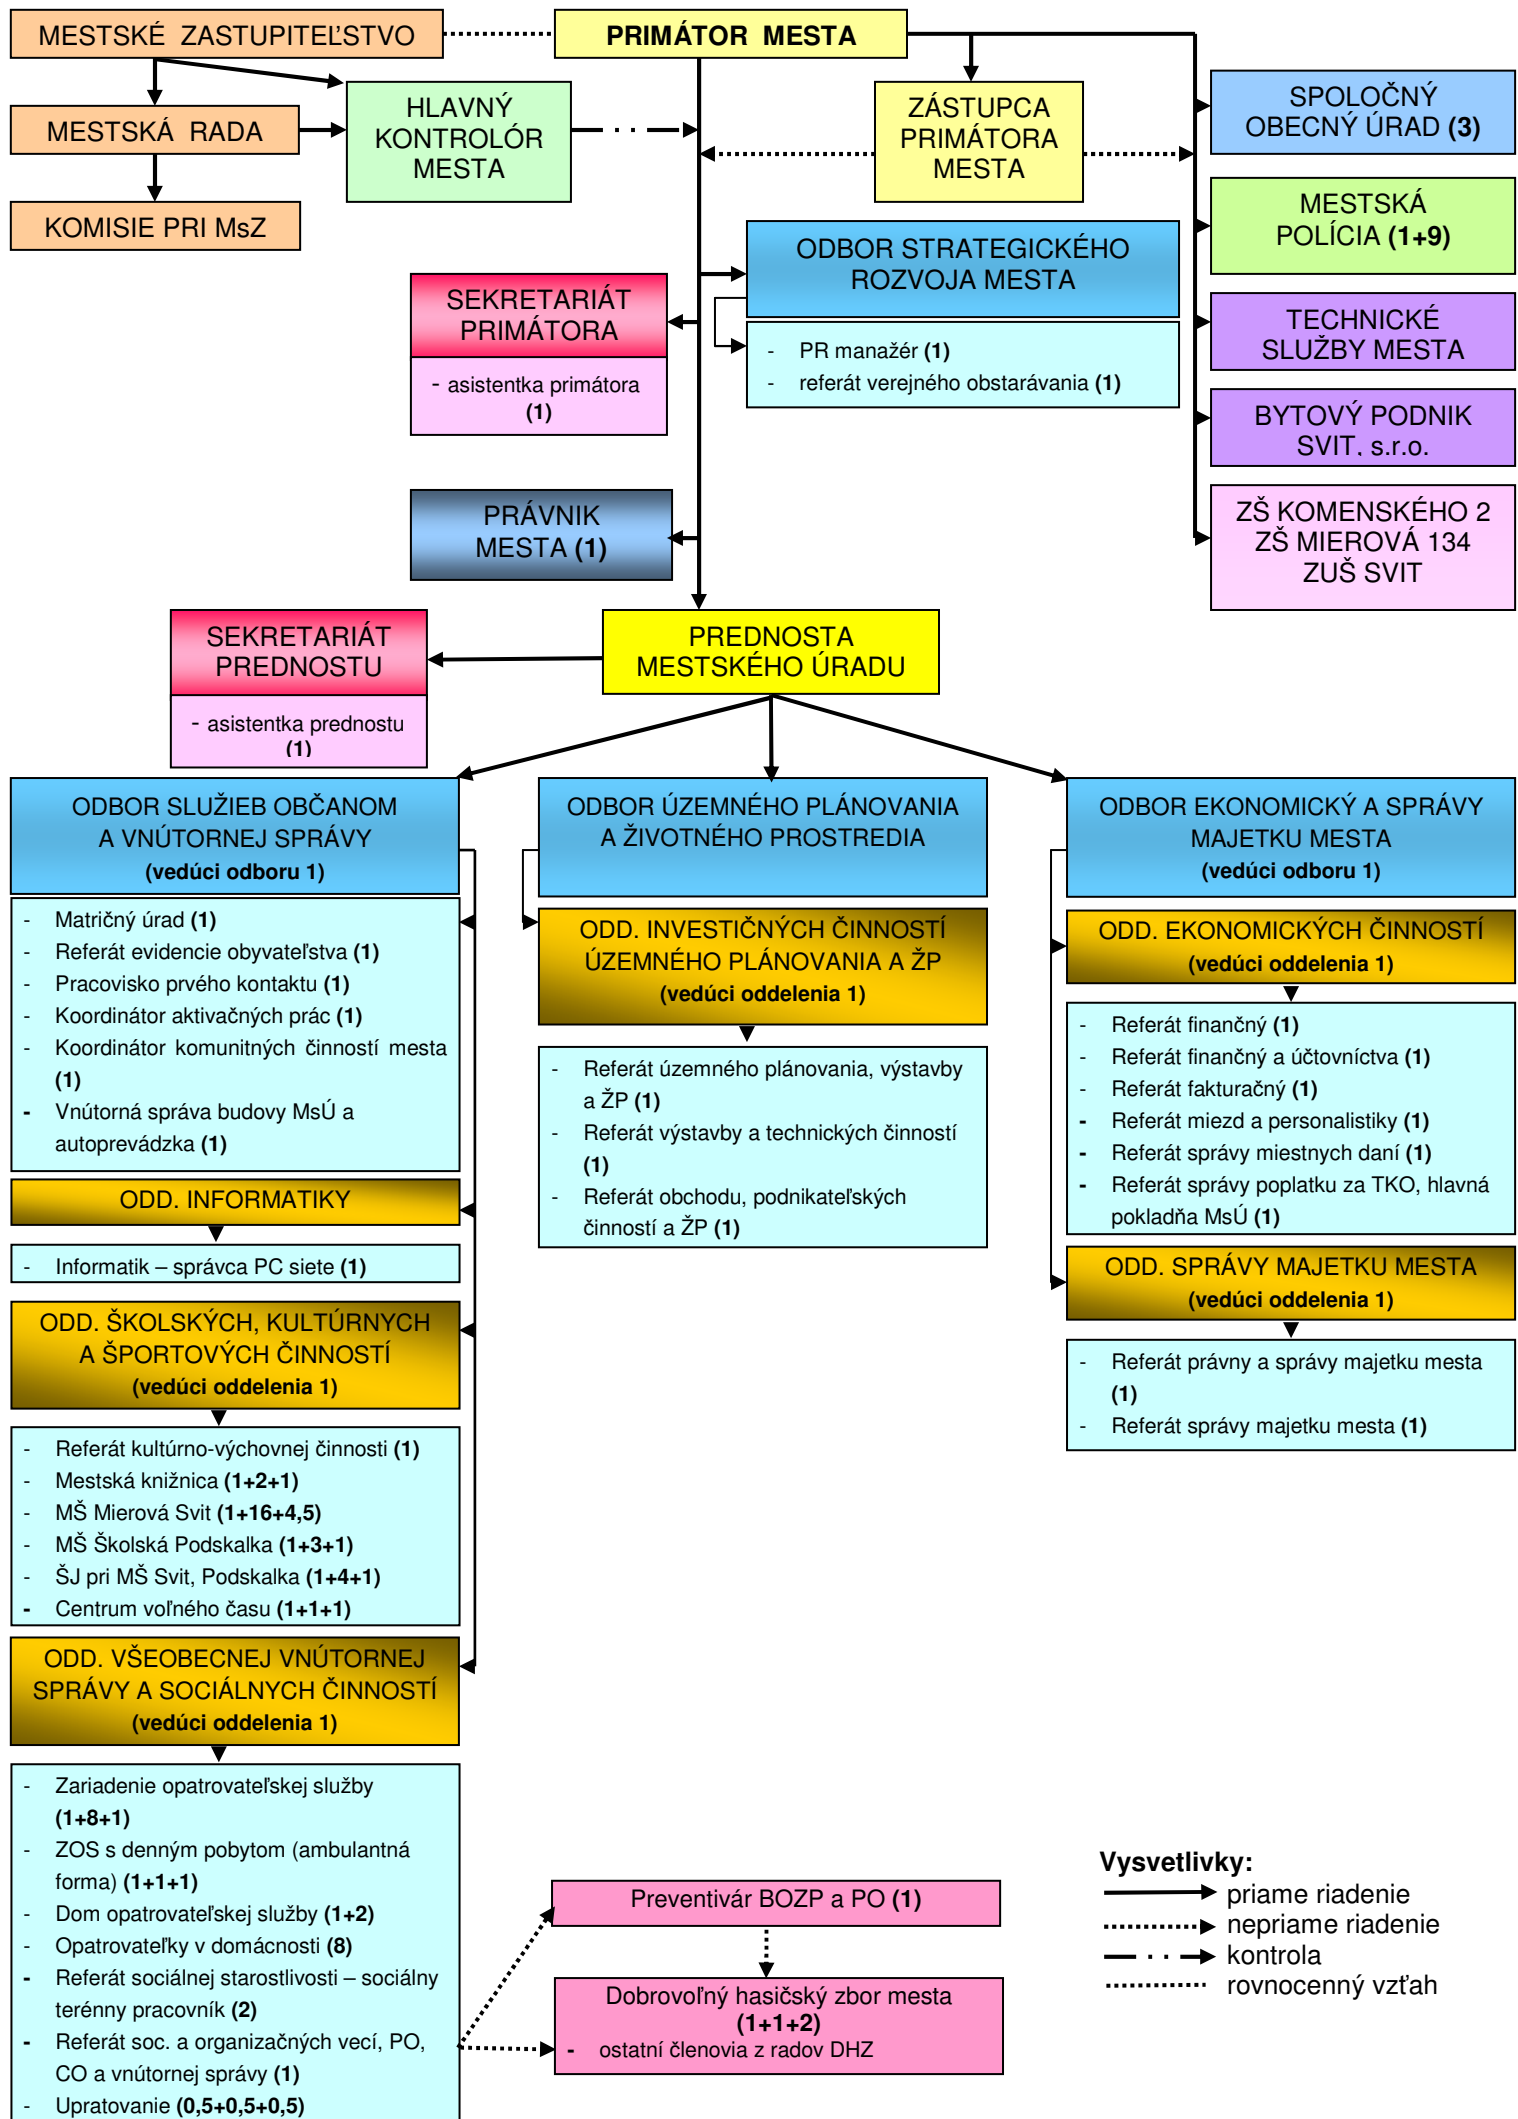 MESTSKÉ ZASTUPITEĽSTVO
PRIMÁTOR MESTA
HLAVNÝ
KONTROLÓR
MESTA
ZÁSTUPCA
PRIMÁTORA
MESTA
SPOLOČNÝ
OBECNÝ ÚRAD (3)
MESTSKÁ RADA
KOMISIE PRI MsZ
MESTSKÁ
POLÍCIA (1+9)
ODBOR STRATEGICKÉHO
ROZVOJA MESTA
- PR manažér (1)
- referát verejného obstarávania (1)
SEKRETARIÁT
PRIMÁTORA
- asistentka primátora
(1)
TECHNICKÉ
SLUŽBY MESTA
BYTOVÝ PODNIK
SVIT, s.r.o.
PRÁVNIK
MESTA (1)
ZŠ KOMENSKÉHO 2
ZŠ MIEROVÁ 134
ZUŠ SVIT
SEKRETARIÁT
PREDNOSTU
- asistentka prednostu
(1)
PREDNOSTA
MESTSKÉHO ÚRADU
ODBOR SLUŽIEB OBČANOM
A VNÚTORNEJ SPRÁVY
(vedúci odboru 1)
- Matričný úrad (1)
- Referát evidencie obyvateľstva (1)
- Pracovisko prvého kontaktu (1)
- Koordinátor aktivačných prác (1)
- Koordinátor komunitných činností mesta
(1)
- Vnútorná správa budovy MsÚ a
autoprevádzka (1)
ODD. INFORMATIKY
- Informatik – správca PC siete (1)
ODD. ŠKOLSKÝCH, KULTÚRNYCH
A ŠPORTOVÝCH ČINNOSTÍ
(vedúci oddelenia 1)
- Referát kultúrno-výchovnej činnosti (1)
- Mestská knižnica (1+2+1)
- MŠ Mierová Svit (1+16+4,5)
- MŠ Školská Podskalka (1+3+1)
- ŠJ pri MŠ Svit, Podskalka (1+4+1)
- Centrum voľného času (1+1+1)
ODD. VŠEOBECNEJ VNÚTORNEJ
SPRÁVY A SOCIÁLNYCH ČINNOSTÍ
(vedúci oddelenia 1)
- Zariadenie opatrovateľskej služby
(1+8+1)
- ZOS s denným pobytom (ambulantná
forma) (1+1+1)
- Dom opatrovateľskej služby (1+2)
- Opatrovateľky v domácnosti (8)
- Referát sociálnej starostlivosti – sociálny
terénny pracovník (2)
- Referát soc. a organizačných vecí, PO,
CO a vnútornej správy (1)
- Upratovanie (0,5+0,5+0,5)
ODBOR ÚZEMNÉHO PLÁNOVANIA
A ŽIVOTNÉHO PROSTREDIA
ODD. INVESTIČNÝCH ČINNOSTÍ
ÚZEMNÉHO PLÁNOVANIA A ŽP
(vedúci oddelenia 1)
- Referát územného plánovania, výstavby
a ŽP (1)
- Referát výstavby a technických činností
(1)
- Referát obchodu, podnikateľských
činností a ŽP (1)
ODBOR EKONOMICKÝ A SPRÁVY
MAJETKU MESTA
(vedúci odboru 1)
ODD. EKONOMICKÝCH ČINNOSTÍ
(vedúci oddelenia 1)
- Referát finančný (1)
- Referát finančný a účtovníctva (1)
- Referát fakturačný (1)
- Referát miezd a personalistiky (1)
- Referát správy miestnych daní (1)
- Referát správy poplatku za TKO, hlavná
pokladňa MsÚ (1)
ODD. SPRÁVY MAJETKU MESTA
(vedúci oddelenia 1)
- Referát právny a správy majetku mesta
(1)
- Referát správy majetku mesta (1)
Preventivár BOZP a PO (1)
Dobrovoľný hasičský zbor mesta
(1+1+2)
- ostatní členovia z radov DHZ
Vysvetlivky:
priame riadenie
nepriame riadenie
kontrola
rovnocenný vzťah